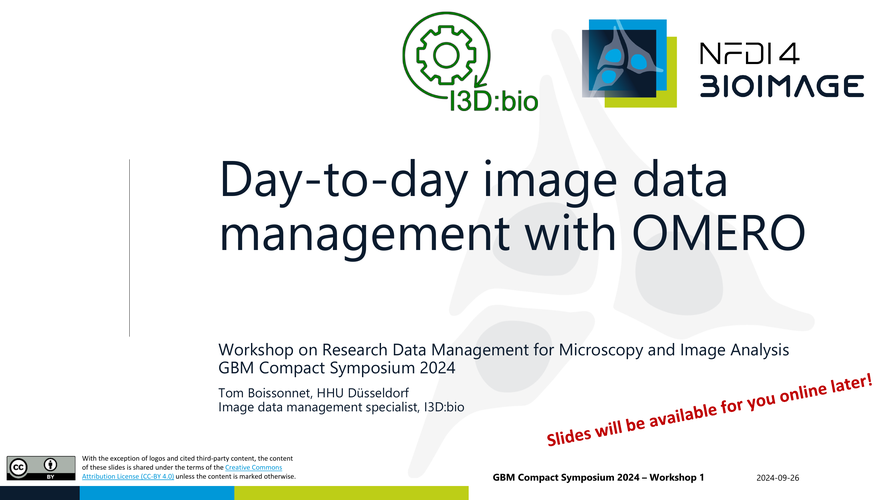 I3D:bio
NFDI4
BIOIMAGE
Day-to-day image data
management with OMERO
Workshop on Research Data Management for Microscopy and Image Analysis
GBM Compact Symposium 2024
Tom Boissonnet, HHU Düsseldorf
Image data management specialist, I3D:bio
Slides will be available for you online later!
CC BY
With the exception of logos and cited third-party content, the content
of these slides is shared under the terms of the Creative Commons
Attribution License (CC-BY 4.0) unless the content is marked otherwise.
GBM Compact Symposium 2024 – Workshop 1
2024-09-26